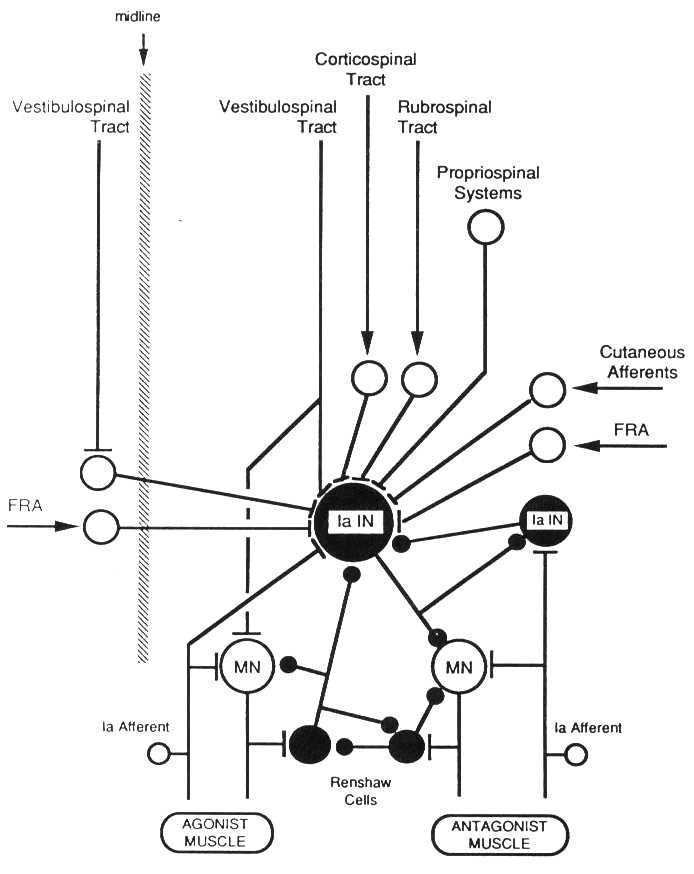 midline
Corticospinal
Tract
Vestibulospinal
Tract
Vestibulospinal
Tract
Rubrospinal
Tract
Propriospinal
Systems
Cutaneous
Afferents
FRA
FRA
Ia IN
Ia IN
MN
MN
Ia Afferent
Ia Afferent
Renshaw
Cells
AGONIST
MUSCLE
ANTAGONIST
MUSCLE